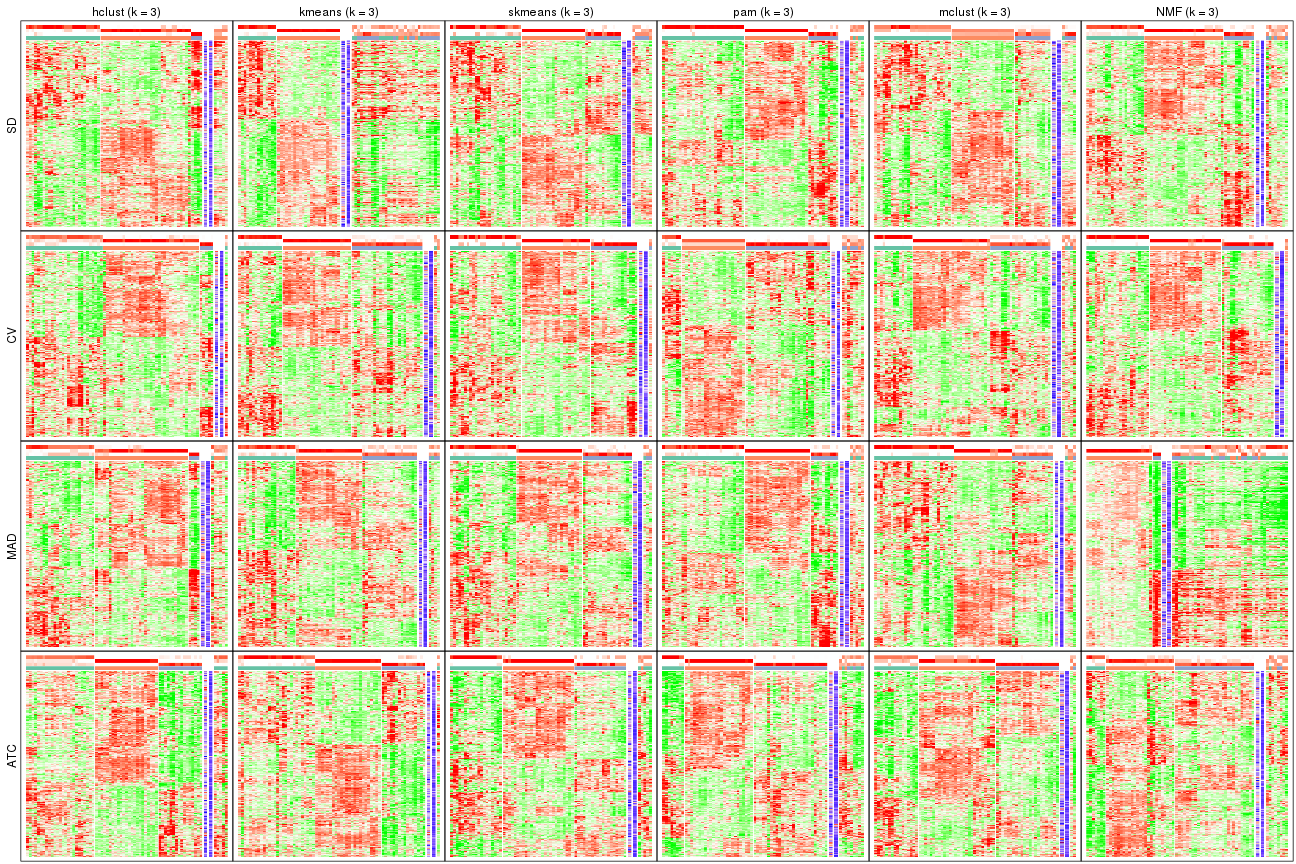 hclust (k = 3) kmeans (k = 3) skmeans (k = 3) pam (k = 3) mclust (k = 3) NMF (k = 3)
SD
CV
MAD
ATC